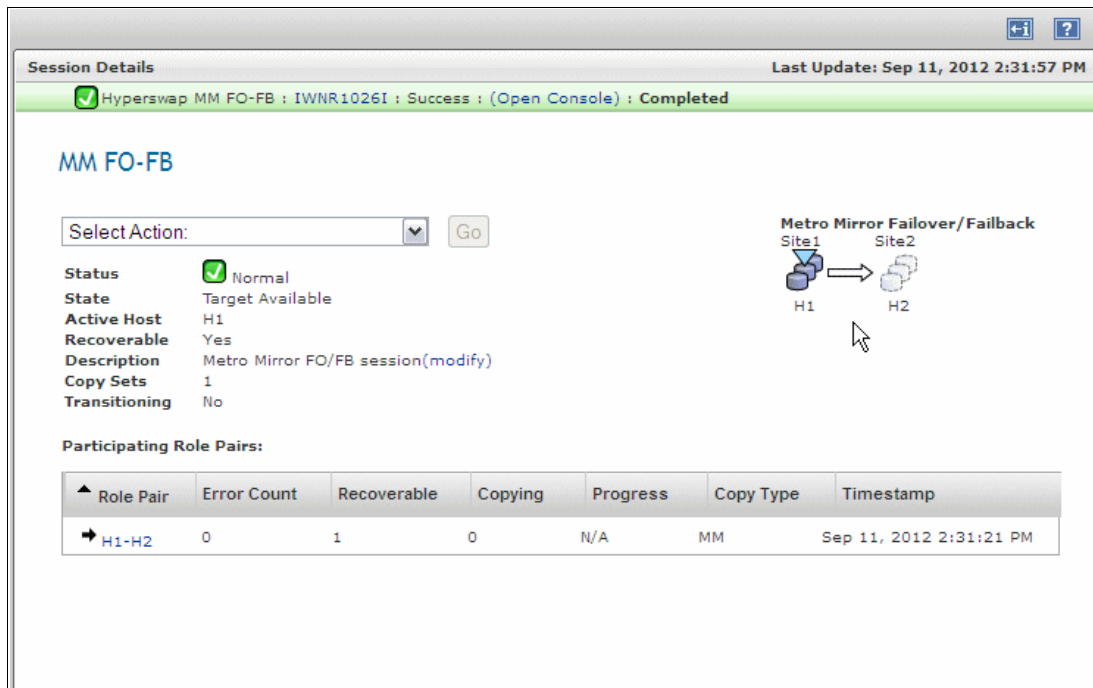 Session Details
Last Update: Sep 11, 2012 2:31:57 PM
Hyperswap MM FO-FB : IWNR1026I : Success : (Open Console) : Completed
MM FO-FB
Select Action:
Go
Metro Mirror Failover/Failback
Site1 Site2
H1 H2
Status Normal
State Target Available
Active Host H1
Recoverable Yes
Description Metro Mirror FO/FB session(modify)
Copy Sets 1
Transitioning No
Participating Role Pairs:
Role Pair Error Count Recoverable Copying Progress Copy Type Timestamp
H1-H2 0 1 0 N/A MM Sep 11, 2012 2:31:21 PM